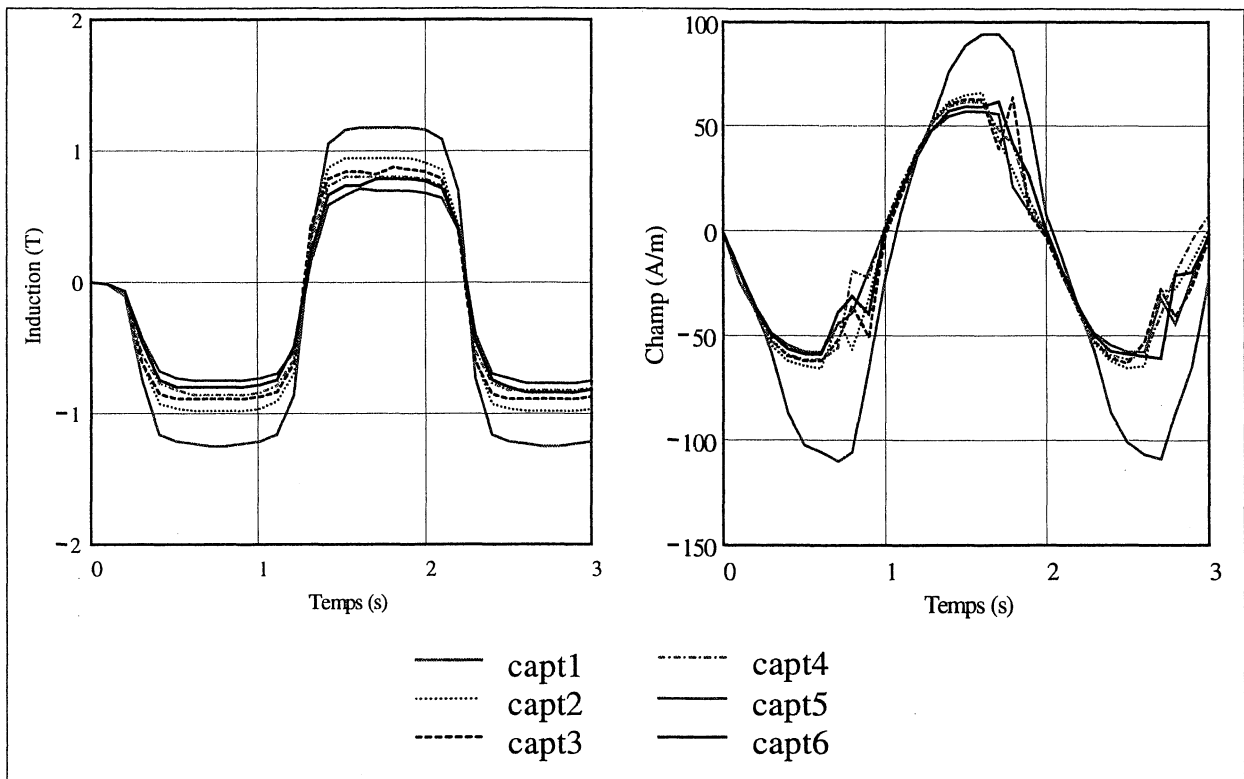 2
1
0
−1
−2
Induction (T)
0
1
2
3
Temps (s)
100
50
0
−50
−100
−150
Champ (A/m)
0
1
2
3
Temps (s)
capt1
capt2
capt3
capt4
capt5
capt6